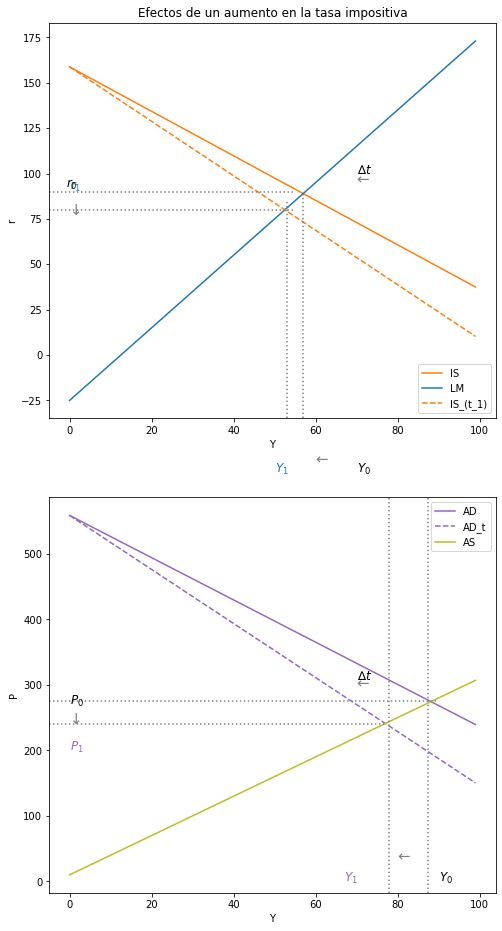 Efectos de un aumento en la tasa impositiva
175
150
125
100
75
50
25
0
−25
r
Δt
←
r₀
r₁
↓
IS
LM
IS_(t_1)
0 20 40 60 80 100
Y
←
Y₁ Y₀
500
400
300
200
100
0
P
AD
AD_t
AS
Δt
←
P₀
↓
P₁
←
Y₁ Y₀
0 20 40 60 80 100
Y